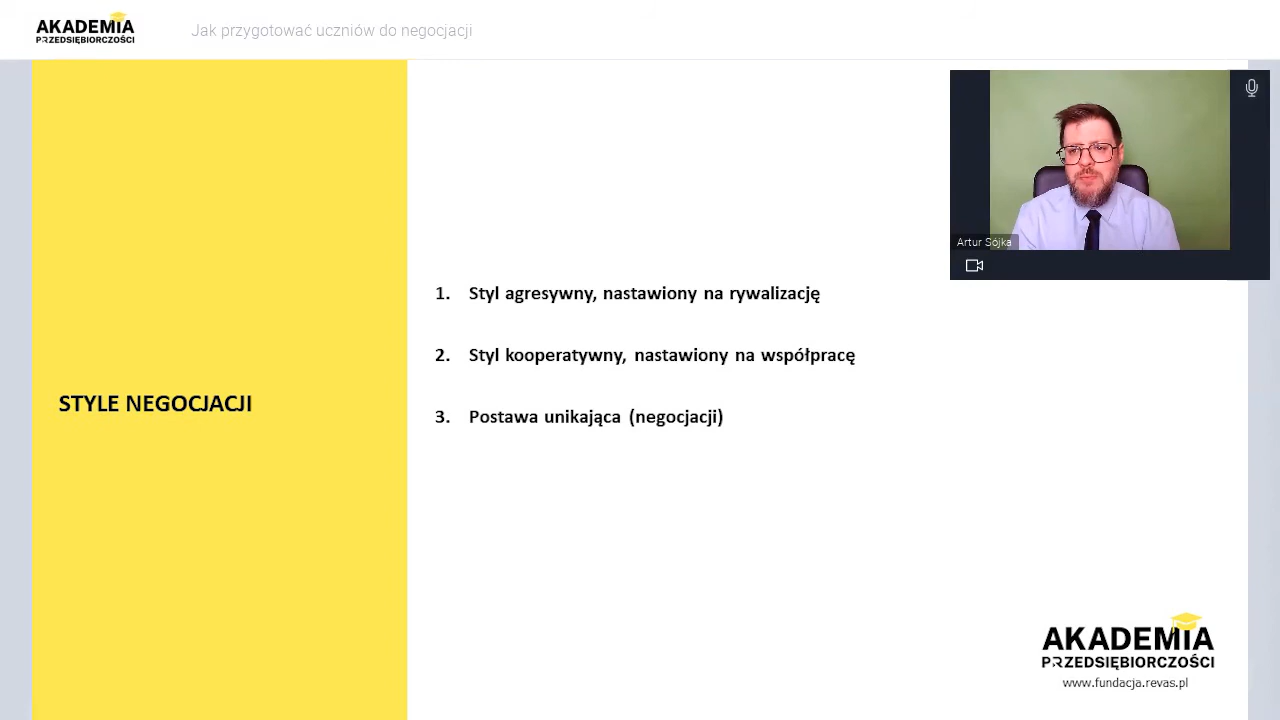 AKADEMIA
PRZEDSIĘBIORCZOŚCI
Jak przygotować uczniów do negocjacji
Artur Sójka
STYLE NEGOCJACJI
1. Styl agresywny, nastawiony na rywalizację
2. Styl kooperatywny, nastawiony na współpracę
3. Postawa unikająca (negocjacji)
AKADEMIA
PRZEDSIĘBIORCZOŚCI
www.fundacja.revas.pl